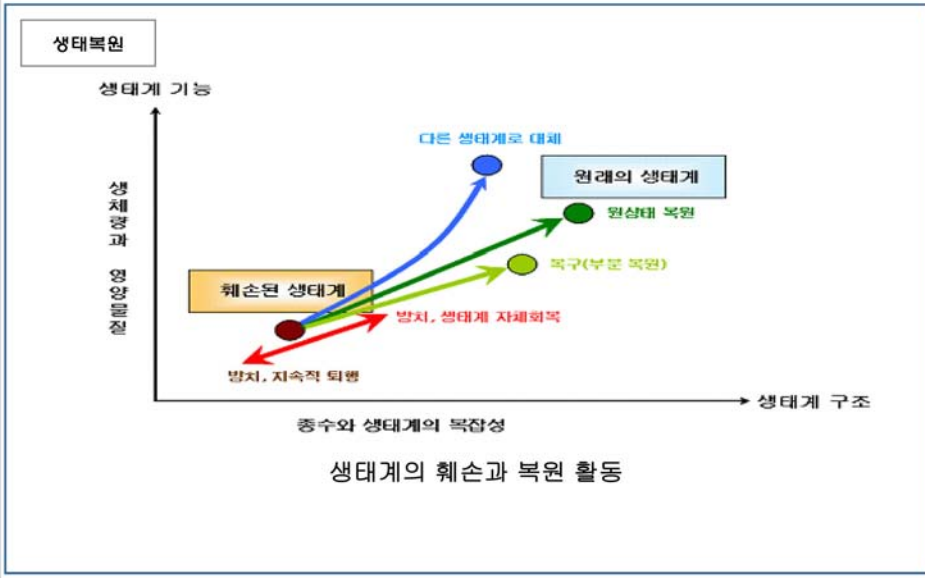 생태복원
생태계 기능
다른 생태계로 대체
원래의 생태계
생체량과 영양물질
원상태 복원
복구(부분 복원)
훼손된 생태계
방치, 생태계 자체회복
방치, 지속적 퇴행
생태계 구조
종수와 생태계의 복잡성
생태계의 훼손과 복원 활동